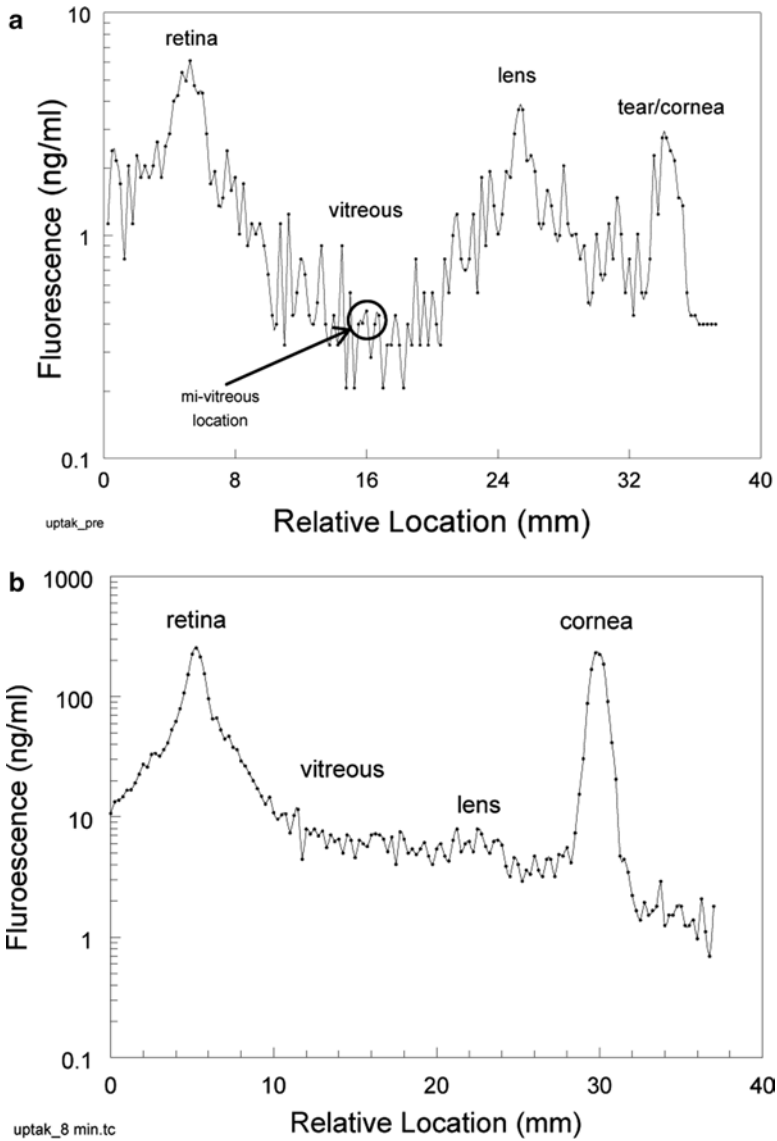 a
10
retina
lens
tear/cornea
Fluorescence (ng/ml)
1
vitreous
mi-vitreous
location
0.1
0 8 16 24 32 40
uptak_pre
Relative Location (mm)
b
1000
retina
cornea
100
Fluroescence (ng/ml)
vitreous
lens
10
1
0.1
0 10 20 30 40
uptak_8 min.tc
Relative Location (mm)